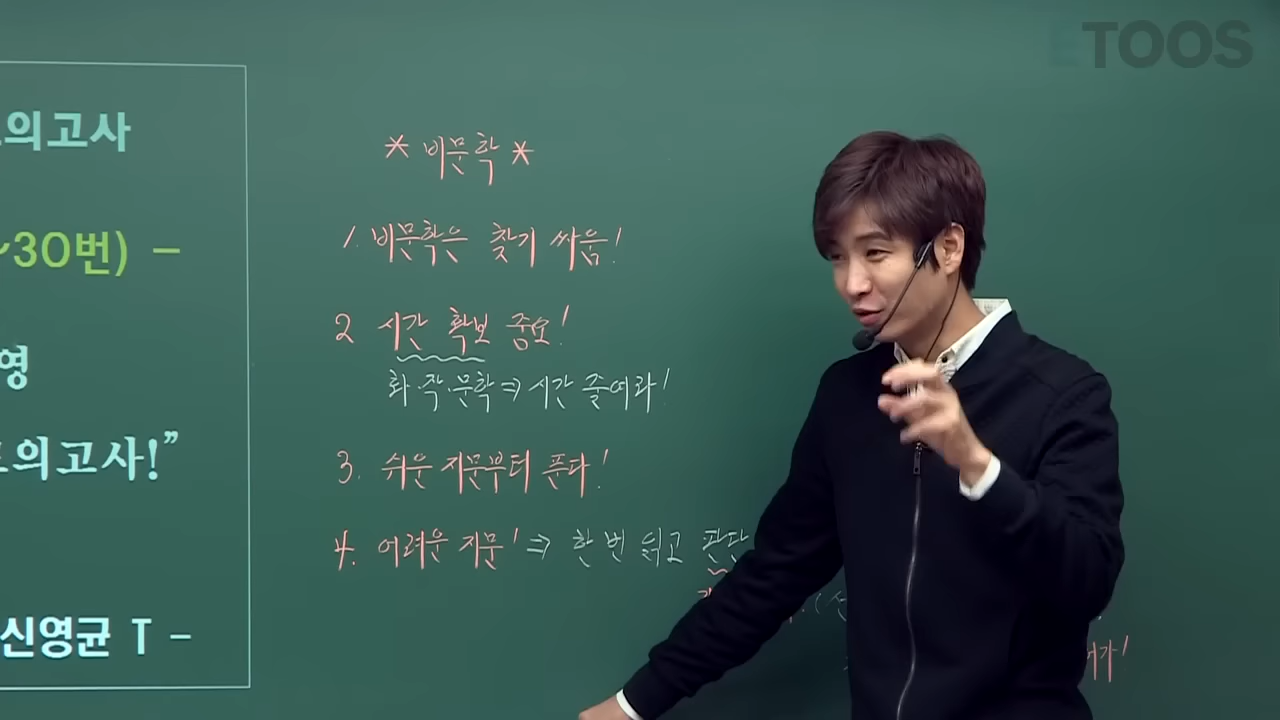 ETOOS
모의고사
~30번) -
영
모의고사!”
신영균 T -
* 비문학 *
1. 비문학은 찾기 싸움!
2 시간 확보 중요!
화·작·문학⇒시간 줄여라!
3. 쉬운 지문부터 푼다!
4. 어려운 지문! ⇒ 한 번 읽고 판단